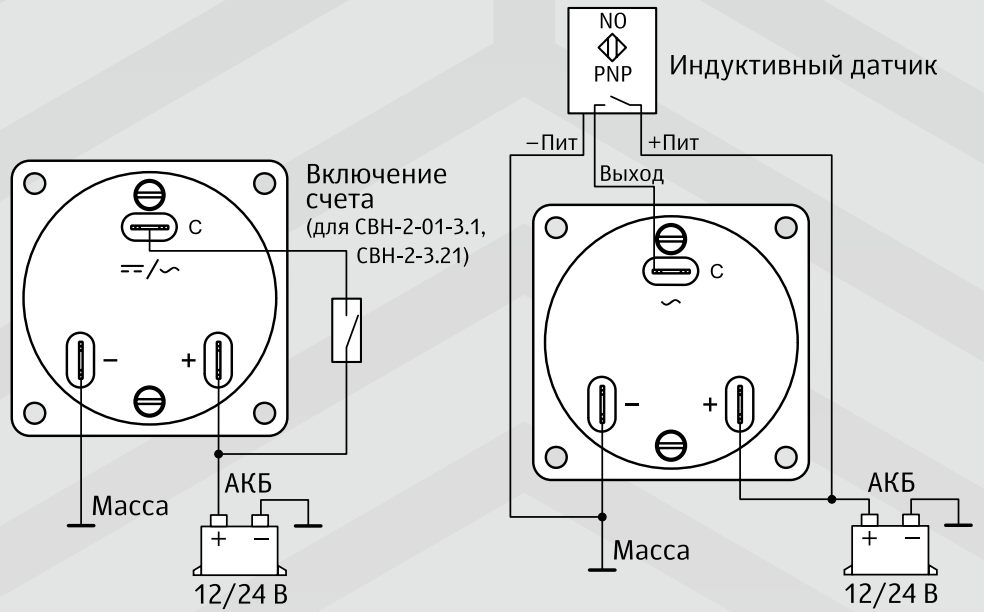 Включение
счета
(для СВН-2-01-3.1,
СВН-2-3.21)
С
- +
АКБ
Масса
+ -
12/24 В
NO
PNP
Индуктивный датчик
-Пит
+Пит
Выход
С
- +
АКБ
Масса
+ -
12/24 В